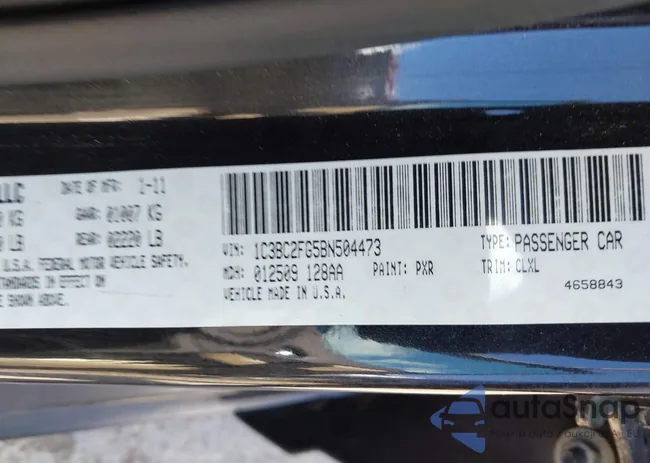 LLC DATE OF MFR: 1-11
KG GAWR: 01007 KG
LB REAR: 02220 LB
U.S.A. FEDERAL MOTOR VEHICLE SAFETY,
STANDARDS IN EFFECT ON
SHOWN ABOVE.
VIN: 1C3BC2FG5BN504473 TYPE: PASSENGER CAR
MDH: 012509 128AA PAINT: PXR TRIM: CLXL
VEHICLE MADE IN U.S.A. 4658843
autoSnap